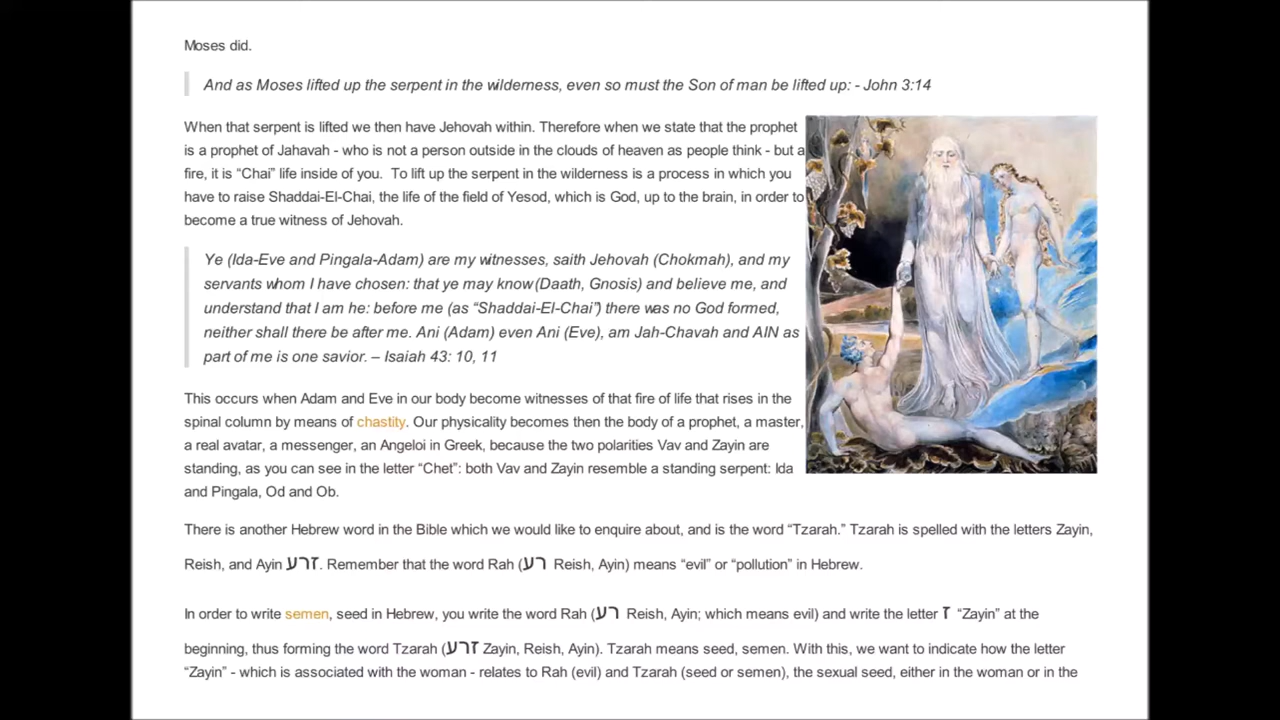 Moses did.
And as Moses lifted up the serpent in the wilderness, even so must the Son of man be lifted up: - John 3:14
When that serpent is lifted we then have Jehovah within. Therefore when we state that the prophet
is a prophet of Jahavah - who is not a person outside in the clouds of heaven as people think - but a
fire, it is “Chai” life inside of you.  To lift up the serpent in the wilderness is a process in which you
have to raise Shaddai-El-Chai, the life of the field of Yesod, which is God, up to the brain, in order to
become a true witness of Jehovah.
Ye (Ida-Eve and Pingala-Adam) are my witnesses, saith Jehovah (Chokmah), and my
servants whom I have chosen: that ye may know(Daath, Gnosis) and believe me, and
understand that I am he: before me (as “Shaddai-El-Chai”) there was no God formed,
neither shall there be after me. Ani (Adam) even Ani (Eve), am Jah-Chavah and AIN as
part of me is one savior. – Isaiah 43: 10, 11
This occurs when Adam and Eve in our body become witnesses of that fire of life that rises in the
spinal column by means of chastity. Our physicality becomes then the body of a prophet, a master,
a real avatar, a messenger, an Angeloi in Greek, because the two polarities Vav and Zayin are
standing, as you can see in the letter “Chet”: both Vav and Zayin resemble a standing serpent: Ida
and Pingala, Od and Ob.
There is another Hebrew word in the Bible which we would like to enquire about, and is the word “Tzarah.” Tzarah is spelled with the letters Zayin,
Reish, and Ayin זרע. Remember that the word Rah (רע Reish, Ayin) means “evil” or “pollution” in Hebrew.
In order to write semen, seed in Hebrew, you write the word Rah (רע Reish, Ayin; which means evil) and write the letter ז “Zayin” at the
beginning, thus forming the word Tzarah (זרע Zayin, Reish, Ayin). Tzarah means seed, semen. With this, we want to indicate how the letter
“Zayin” - which is associated with the woman - relates to Rah (evil) and Tzarah (seed or semen), the sexual seed, either in the woman or in the